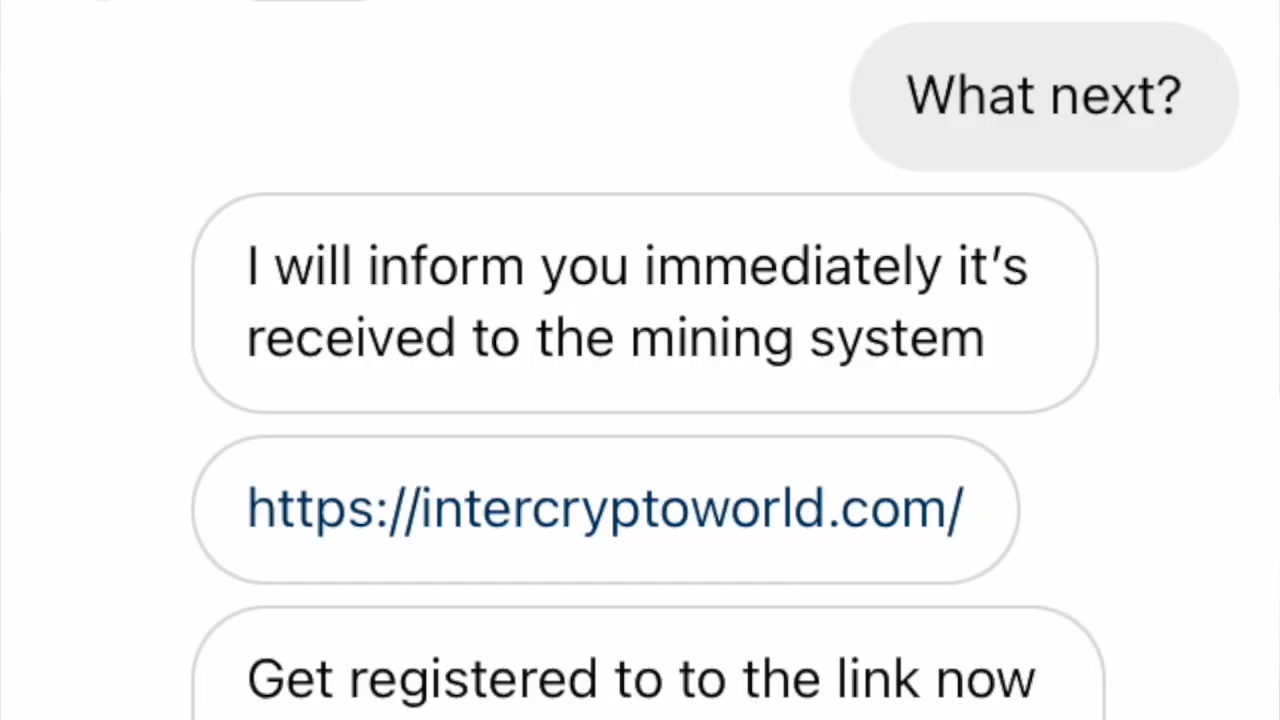 What next?
I will inform you immediately it’s
received to the mining system
https://intercryptoworld.com/
Get registered to to the link now